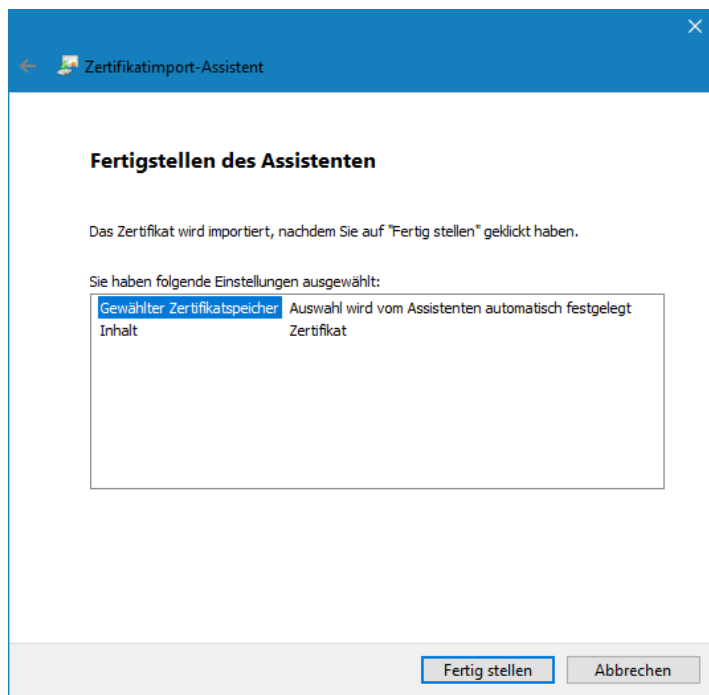 Zertifikatimport-Assistent
Fertigstellen des Assistenten
Das Zertifikat wird importiert, nachdem Sie auf "Fertig stellen" geklickt haben.
Sie haben folgende Einstellungen ausgewählt:
Gewählter Zertifikatspeicher Auswahl wird vom Assistenten automatisch festgelegt
Inhalt Zertifikat
Fertig stellen Abbrechen